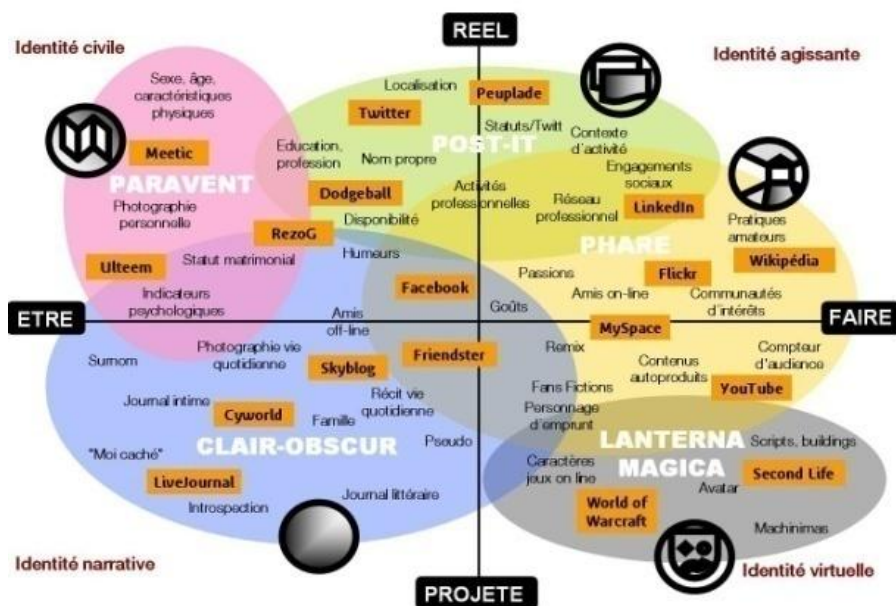 REEL
Identité civile
Identité agissante
Sexe, âge,
caractéristiques
physiques
Localisation
Peuplade
Twitter
Statuts/Twitt
Contexte
d'activité
Meetic
Education,
profession
Nom propre
POST-IT
Engagements
sociaux
PARAVENT
Dodgeball
Activités
professionnelles
Réseau
professionnel
LinkedIn
Photographie
personnelle
Disponibilité
Pratiques
amateurs
RezoG
PHARE
Ulteem
Statut matrimonial
Humeurs
Passions
Flickr
Wikipédia
Indicateurs
psychologiques
Facebook
Goûts
Amis on-line
Communautés
d'intérêts
ETRE
FAIRE
Amis
off-line
MySpace
Surnom
Photographie vie
quotidienne
Skyblog
Friendster
Remix
Contenus
autoproduits
Compteur
d'audience
Journal intime
Récit vie
quotidienne
Fans Fictions
YouTube
Cyworld
Famille
Personnage
d'emprunt
CLAIR-OBSCUR
Pseudo
LANTERNA
MAGICA
Scripts, buildings
"Moi caché"
Caractères
jeux on line
Second Life
LiveJournal
Journal littéraire
Avatar
Introspection
World of
Warcraft
Machinimas
Identité narrative
Identité virtuelle
PROJETE